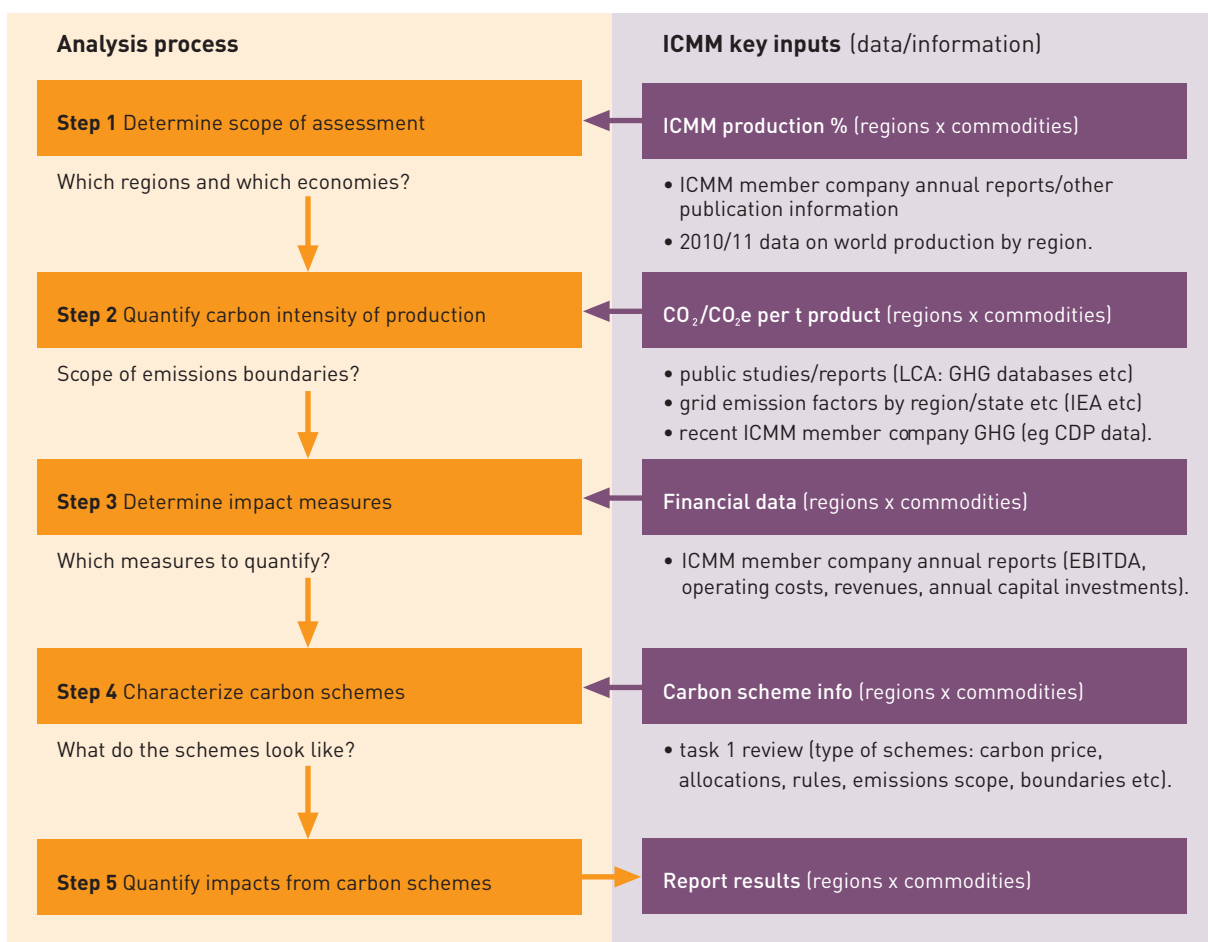 Analysis process
Step 1 Determine scope of assessment
Which regions and which economies?
Step 2 Quantify carbon intensity of production
Scope of emissions boundaries?
Step 3 Determine impact measures
Which measures to quantify?
Step 4 Characterize carbon schemes
What do the schemes look like?
Step 5 Quantify impacts from carbon schemes
ICMM key inputs (data/information)
ICMM production % (regions x commodities)
• ICMM member company annual reports/other
publication information
• 2010/11 data on world production by region.
CO₂/CO₂e per t product (regions x commodities)
• public studies/reports (LCA: GHG databases etc)
• grid emission factors by region/state etc (IEA etc)
• recent ICMM member company GHG (eg CDP data).
Financial data (regions x commodities)
• ICMM member company annual reports (EBITDA,
operating costs, revenues, annual capital investments).
Carbon scheme info (regions x commodities)
• task 1 review (type of schemes: carbon price,
allocations, rules, emissions scope, boundaries etc).
Report results (regions x commodities)